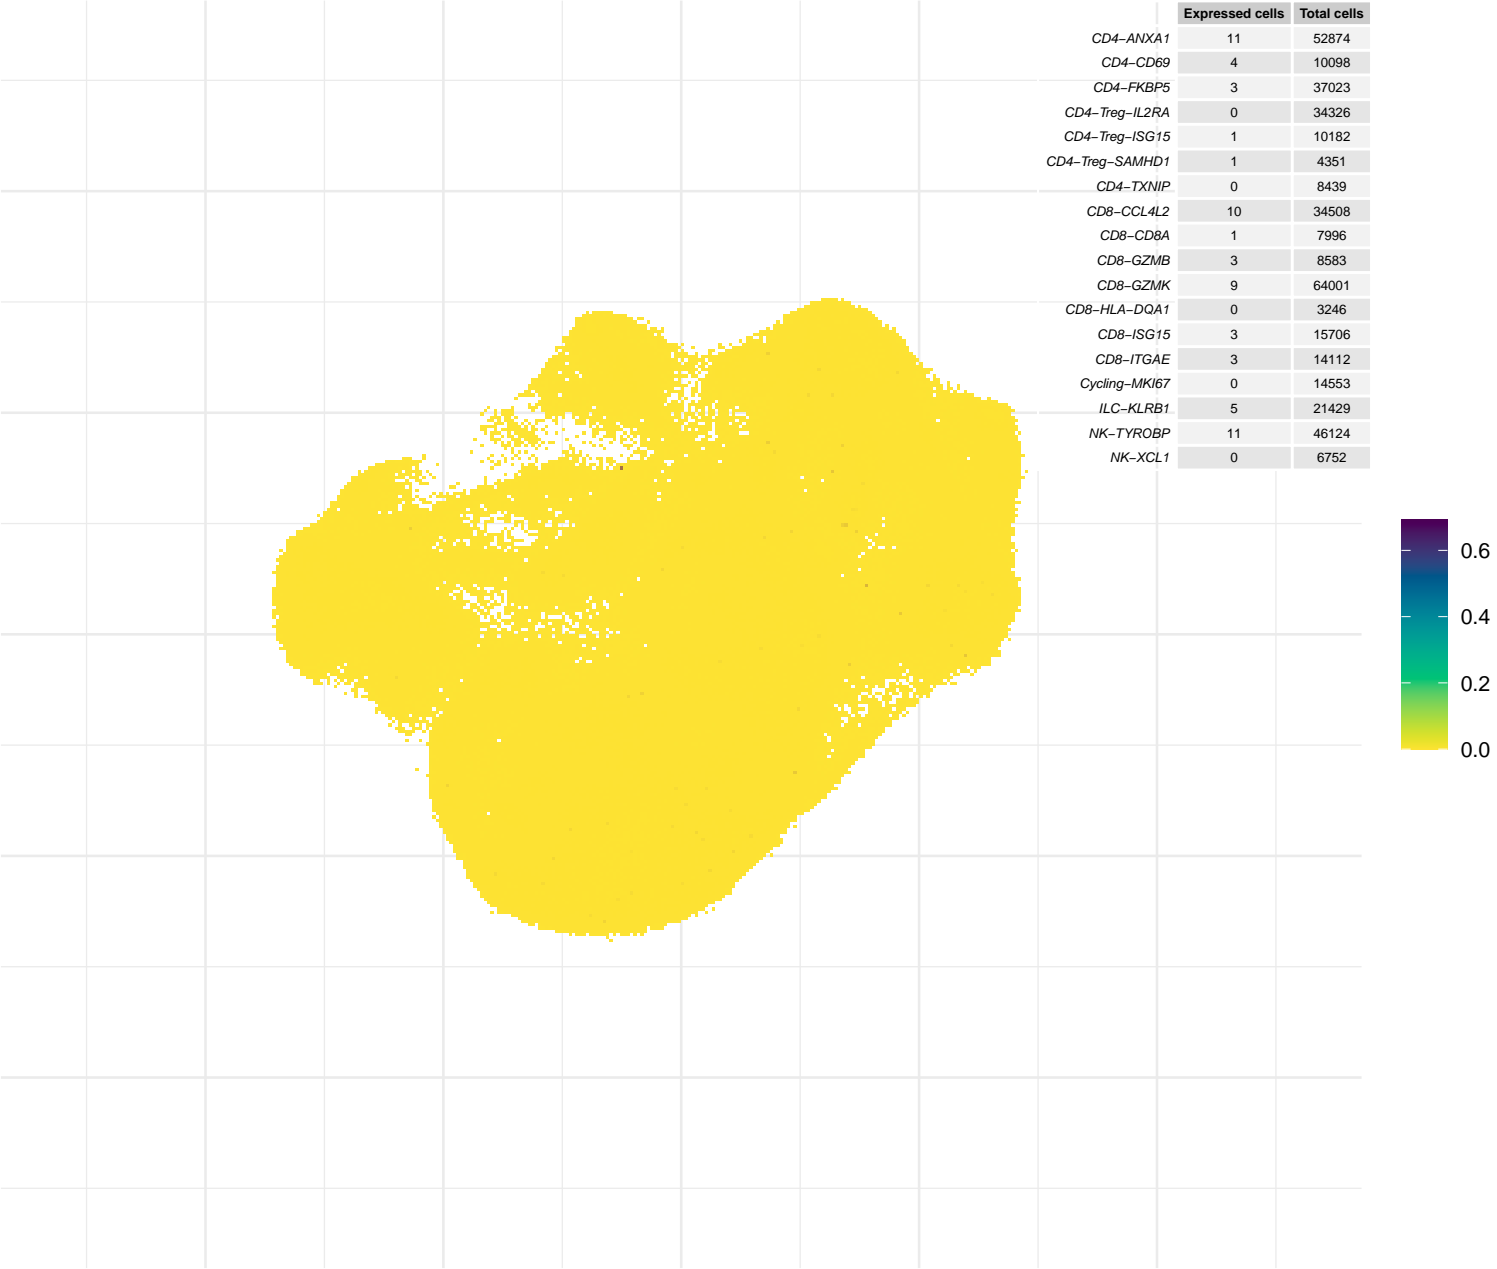 Expressed cells Total cells
CD4−ANXA1 11 52874
CD4−CD69 4 10098
CD4−FKBP5 3 37023
CD4−Treg−IL2RA 0 34326
CD4−Treg−ISG15 1 10182
CD4−Treg−SAMHD1 1 4351
CD4−TXNIP 0 8439
CD8−CCL4L2 10 34508
CD8−CD8A 1 7996
CD8−GZMB 3 8583
CD8−GZMK 9 64001
CD8−HLA−DQA1 0 3246
CD8−ISG15 3 15706
CD8−ITGAE 3 14112
Cycling−MKI67 0 14553
ILC−KLRB1 5 21429
NK−TYROBP 11 46124
NK−XCL1 0 6752
0.6
0.4
0.2
0.0